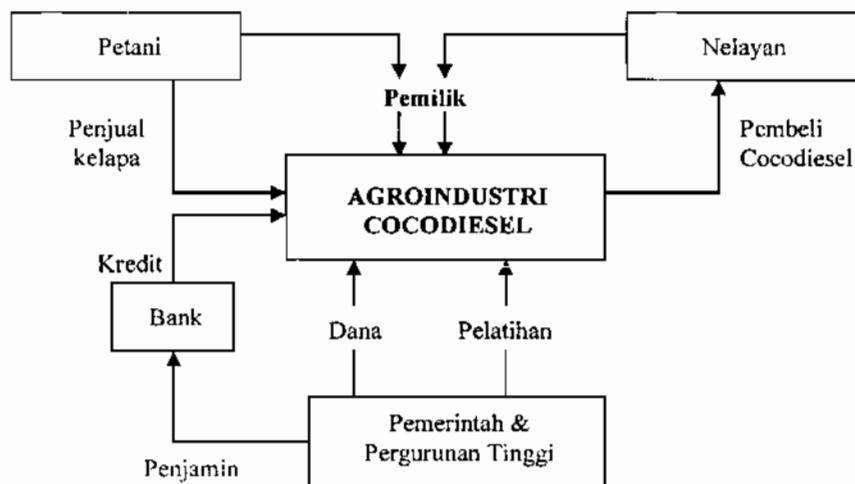 Petani
Nelayan
Pemilik
Penjual
kelapa
Pembeli
Cocodiesel
AGROINDUSTRI
COCODIESEL
Kredit
Bank
Dana
Pelatihan
Pemerintah &
Pergurunan Tinggi
Penjamin